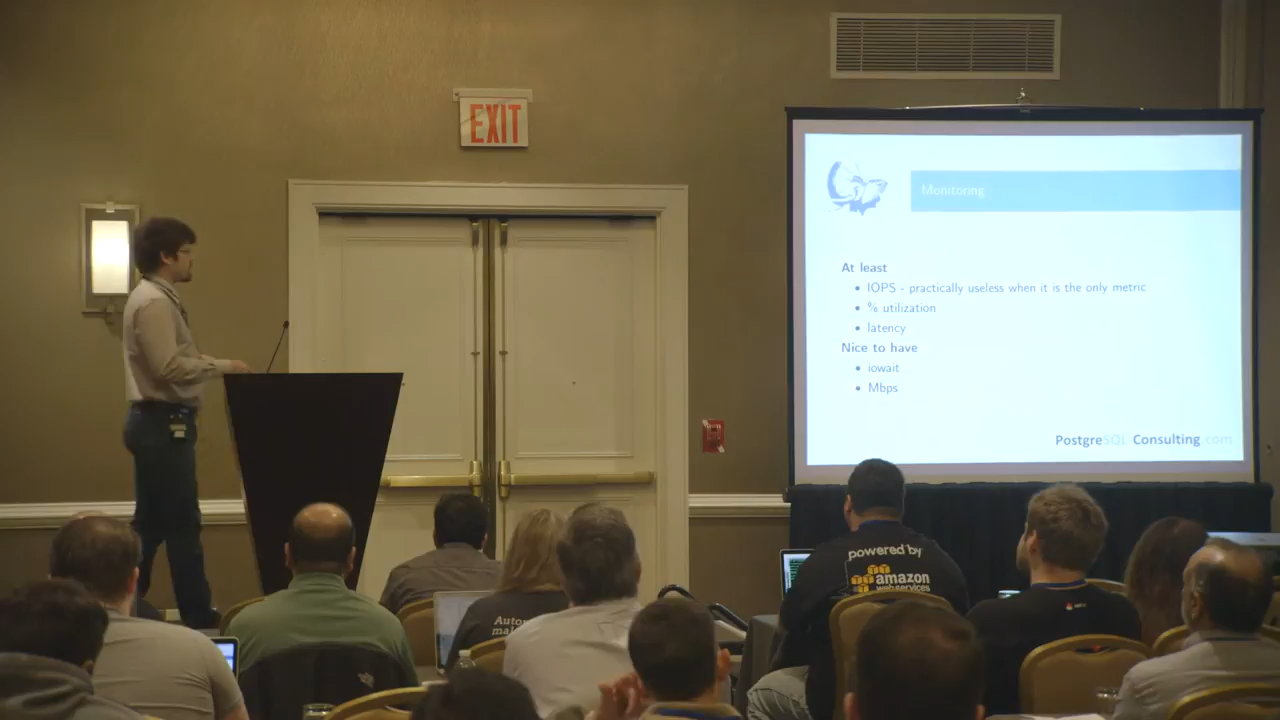 EXIT
Monitoring
At least
• IOPS - practically useless when it is the only metric
• % utilization
• latency
Nice to have
• iowait
• Mbps
PostgreSQL-Consulting.com
powered by
amazon
web services